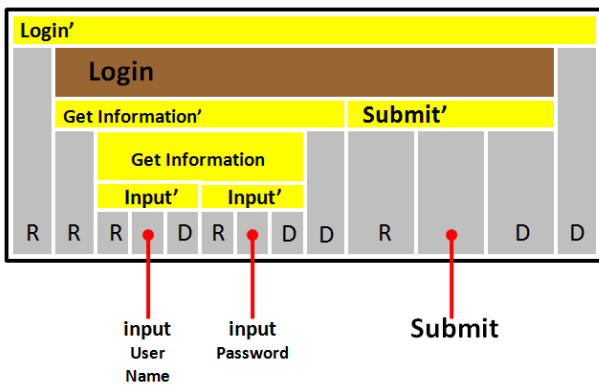 Login’
Login
Get Information’ Submit’
Get Information
Input’ Input’
R R R D R D D R D D
input input Submit
User Password
Name